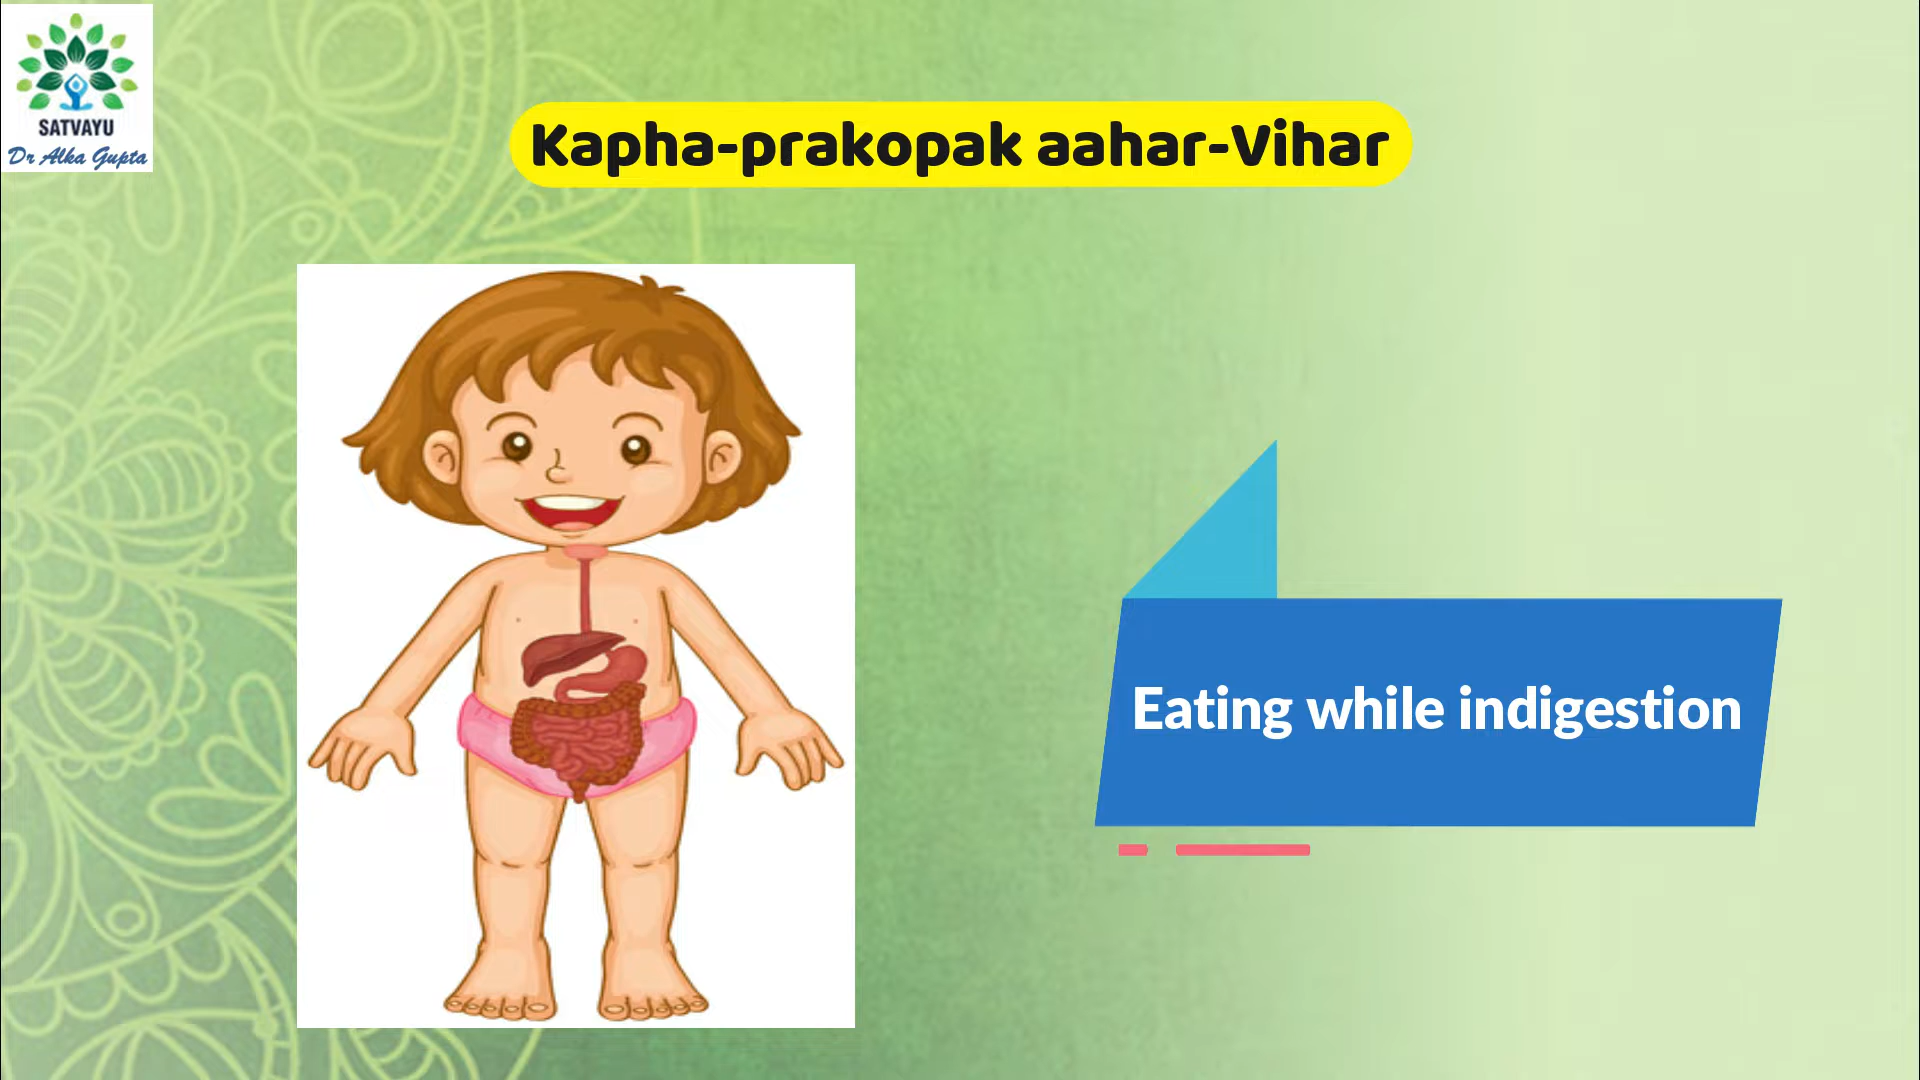 SATVAYU
Dr Alka Gupta
Kapha-prakopak aahar-Vihar
Eating while indigestion